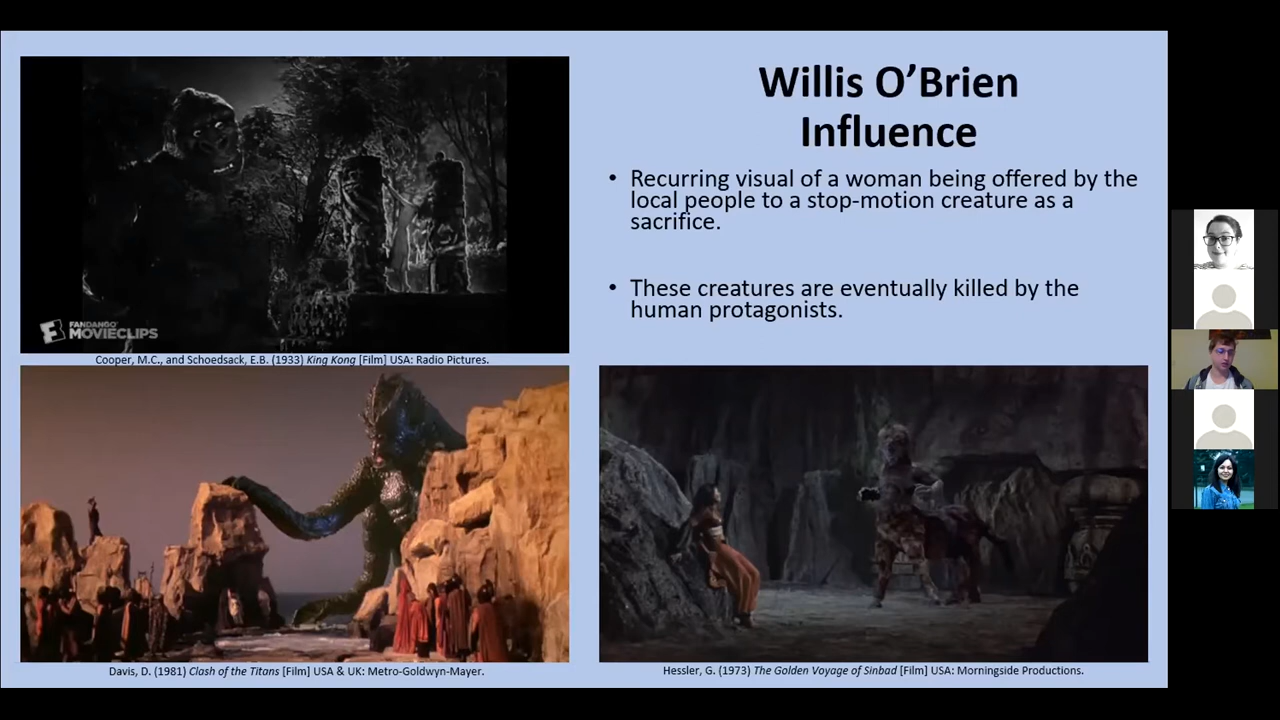 Willis O’Brien
Influence
• Recurring visual of a woman being offered by the
local people to a stop-motion creature as a
sacrifice.
• These creatures are eventually killed by the
human protagonists.
FANDANGO
MOVIECLIPS
Cooper, M.C., and Schoedsack, E.B. (1933) King Kong [Film] USA: Radio Pictures.
Davis, D. (1981) Clash of the Titans [Film] USA & UK: Metro-Goldwyn-Mayer.
Hessler, G. (1973) The Golden Voyage of Sinbad [Film] USA: Morningside Productions.